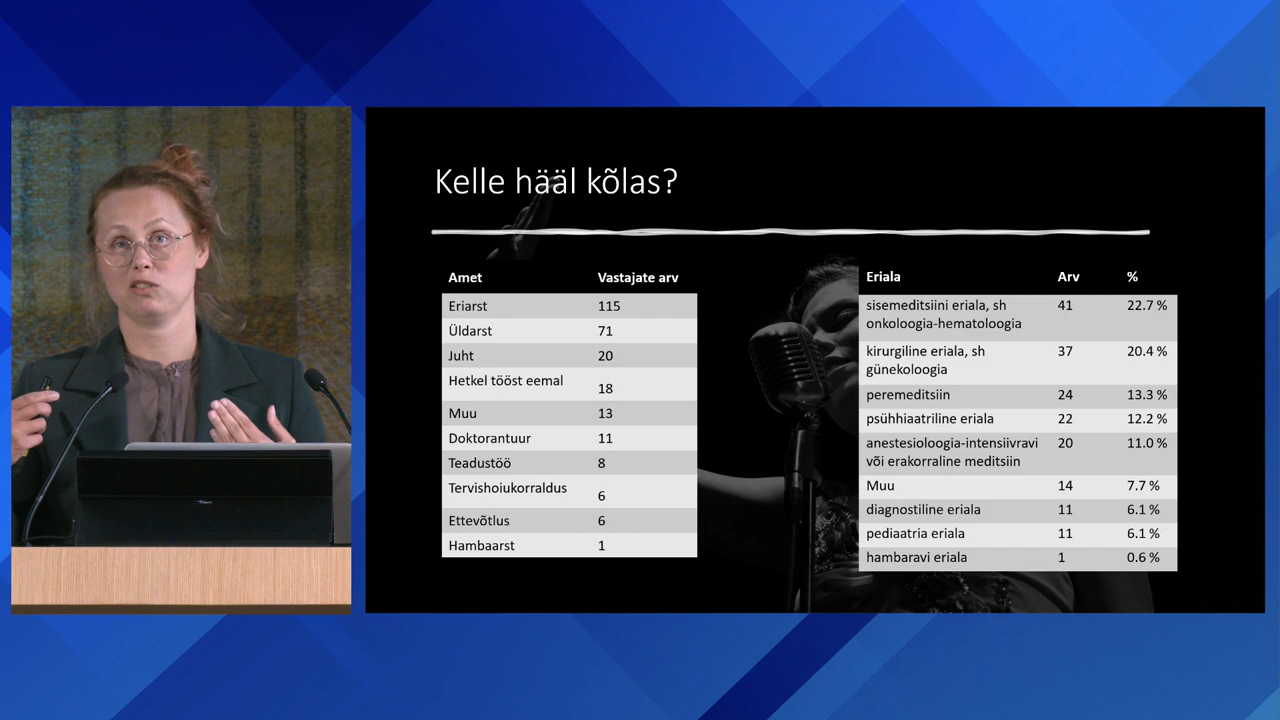 Kelle hääl kõlas?
Amet Vastajate arv
Eriarst 115
Üldarst 71
Juht 20
Hetkel tööst eemal 18
Muu 13
Doktorantuur 11
Teadustöö 8
Tervishoiukorraldus 6
Ettevõtlus 6
Hambaarst 1
Eriala Arv %
sisemeditsiini eriala, sh 41 22.7 %
onkoloogia-hematoloogia
kirurgiline eriala, sh 37 20.4 %
günekoloogia
peremeditsiin 24 13.3 %
psühhiaatriline eriala 22 12.2 %
anestesioloogia-intensiivravi 20 11.0 %
või erakorraline meditsiin
Muu 14 7.7 %
diagnostiline eriala 11 6.1 %
pediaatria eriala 11 6.1 %
hambaravi eriala 1 0.6 %